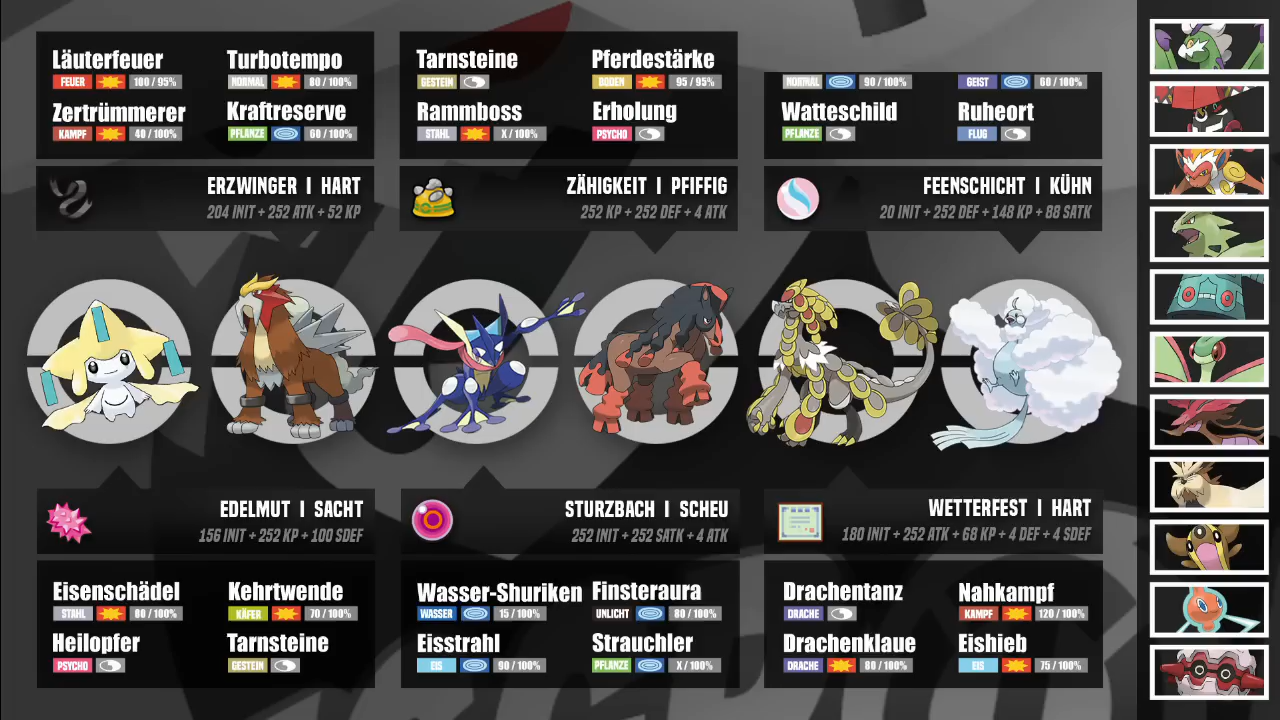 Läuterfeuer Turbotempo
FEUER 100 / 95% NORMAL 80 / 100%
Zertrümmerer Kraftreserve
KAMPF 40 / 100% PFLANZE 60 / 100%
ERZWINGER I HART
204 INIT + 252 ATK + 52 KP
Tarnsteine Pferdestärke
GESTEIN BODEN 95 / 95%
Rammboss Erholung
STAHL X / 100% PSYCHO
ZÄHIGKEIT I PFIFFIG
252 KP + 252 DEF + 4 ATK
NORMAL 90 / 100% GEIST 60 / 100%
Watteschild Ruheort
PFLANZE FLUG
FEENSCHICHT I KÜHN
20 INIT + 252 DEF + 148 KP + 88 SATK
EDELMUT I SACHT
156 INIT + 252 KP + 100 SDEF
Eisenschädel Kehrtwende
STAHL 80 / 100% KÄFER 70 / 100%
Heilopfer Tarnsteine
PSYCHO GESTEIN
STURZBACH I SCHEU
252 INIT + 252 SATK + 4 ATK
Wasser-Shuriken Finsteraura
WASSER 15 / 100% UNLICHT 80 / 100%
Eisstrahl Strauchler
EIS 90 / 100% PFLANZE X / 100%
WETTERFEST I HART
180 INIT + 252 ATK + 68 KP + 4 DEF + 4 SDEF
Drachentanz Nahkampf
DRACHE KAMPF 120 / 100%
Drachenklaue Eishieb
DRACHE 80 / 100% EIS 75 / 100%